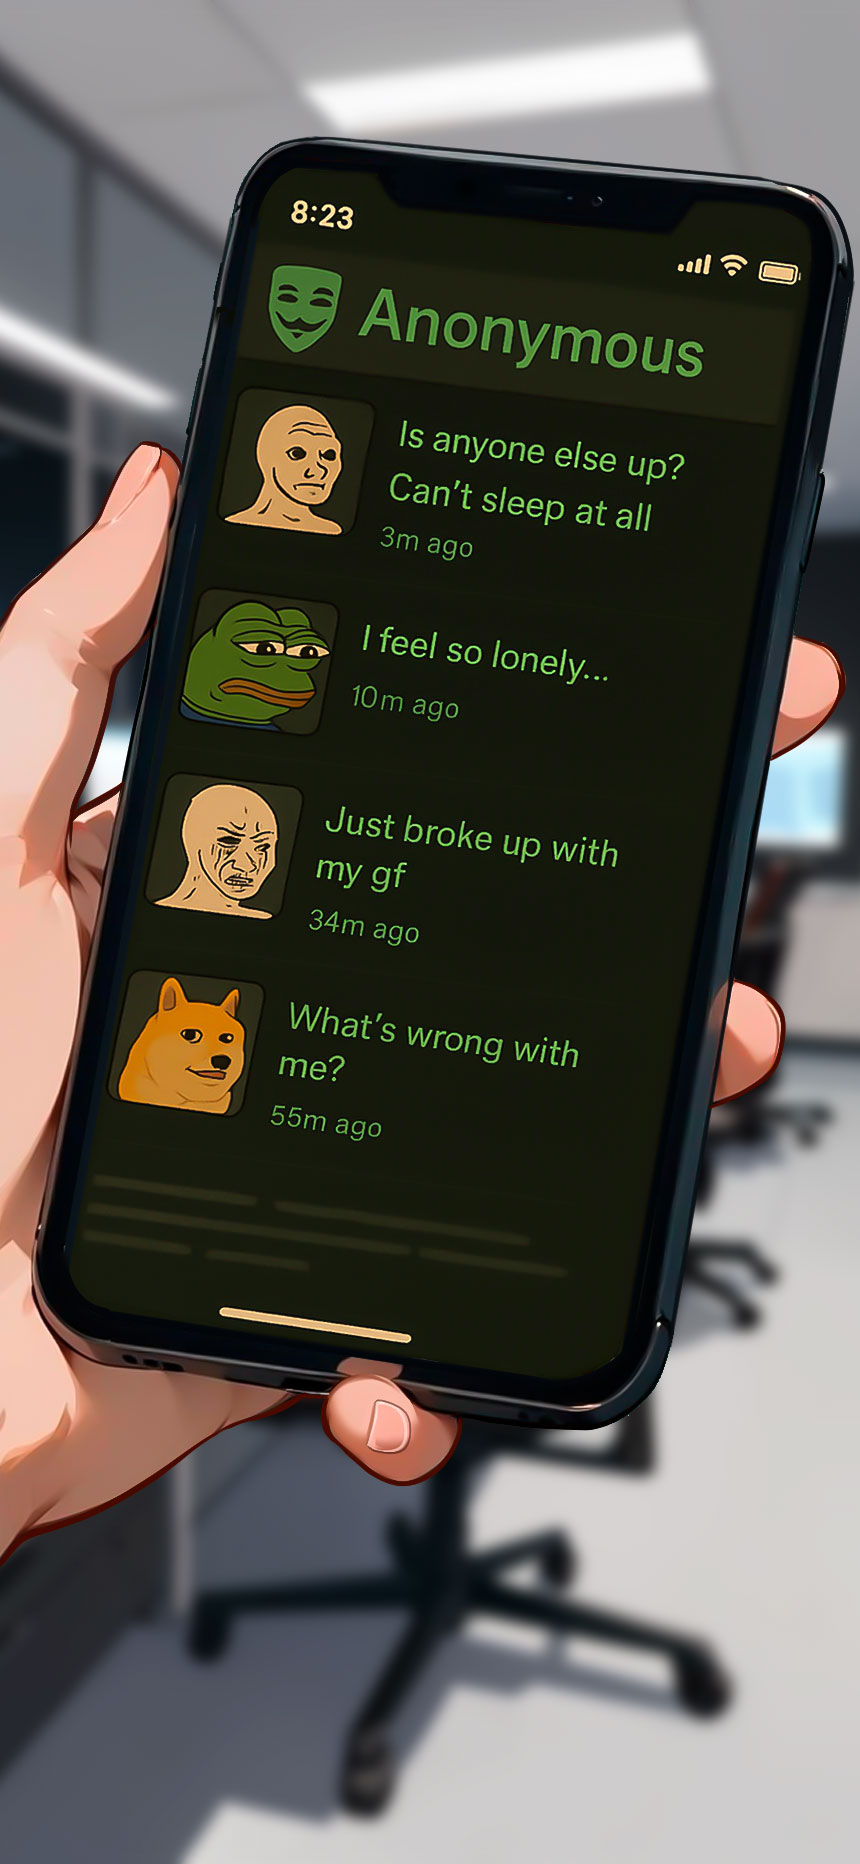 8:23
Anonymous
Is anyone else up?
Can't sleep at all
3m ago
I feel so lonely...
10m ago
Just broke up with
my gf
34m ago
What's wrong with
me?
55m ago